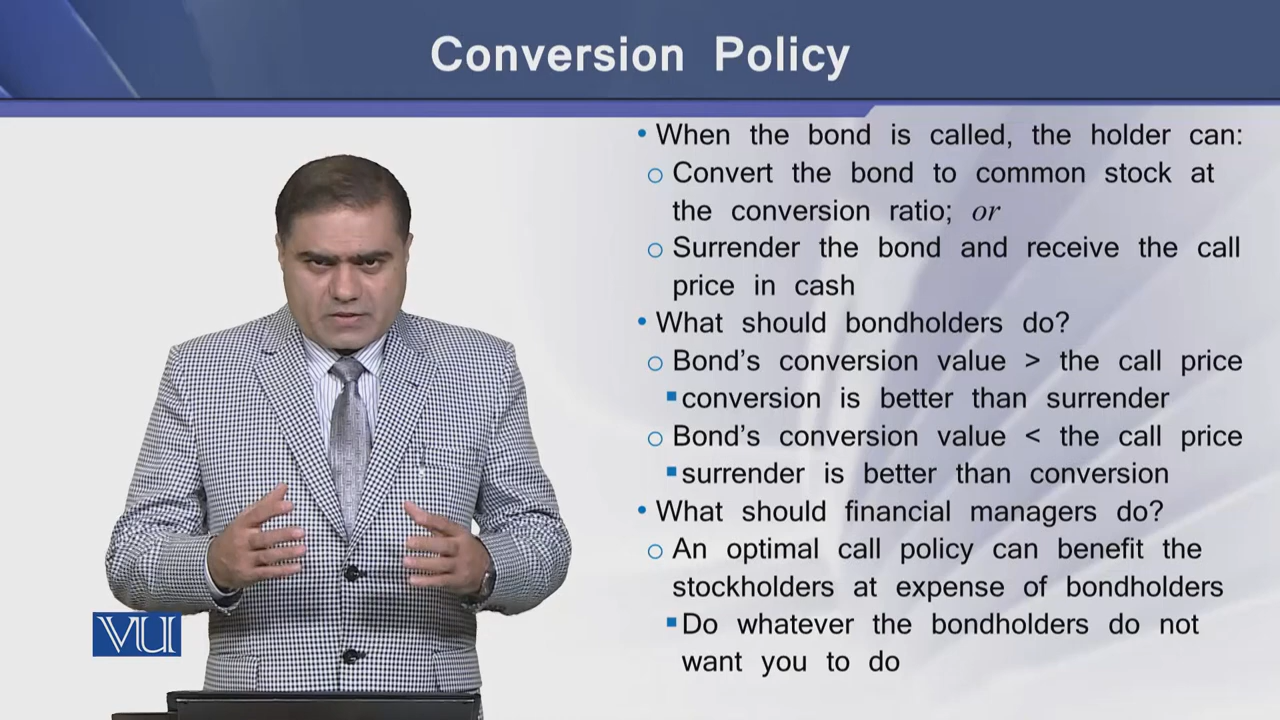 Conversion Policy
• When the bond is called, the holder can:
○ Convert the bond to common stock at
the conversion ratio; or
○ Surrender the bond and receive the call
price in cash
• What should bondholders do?
○ Bond's conversion value > the call price
▪ conversion is better than surrender
○ Bond's conversion value < the call price
▪ surrender is better than conversion
• What should financial managers do?
○ An optimal call policy can benefit the
stockholders at expense of bondholders
▪ Do whatever the bondholders do not
want you to do
VU